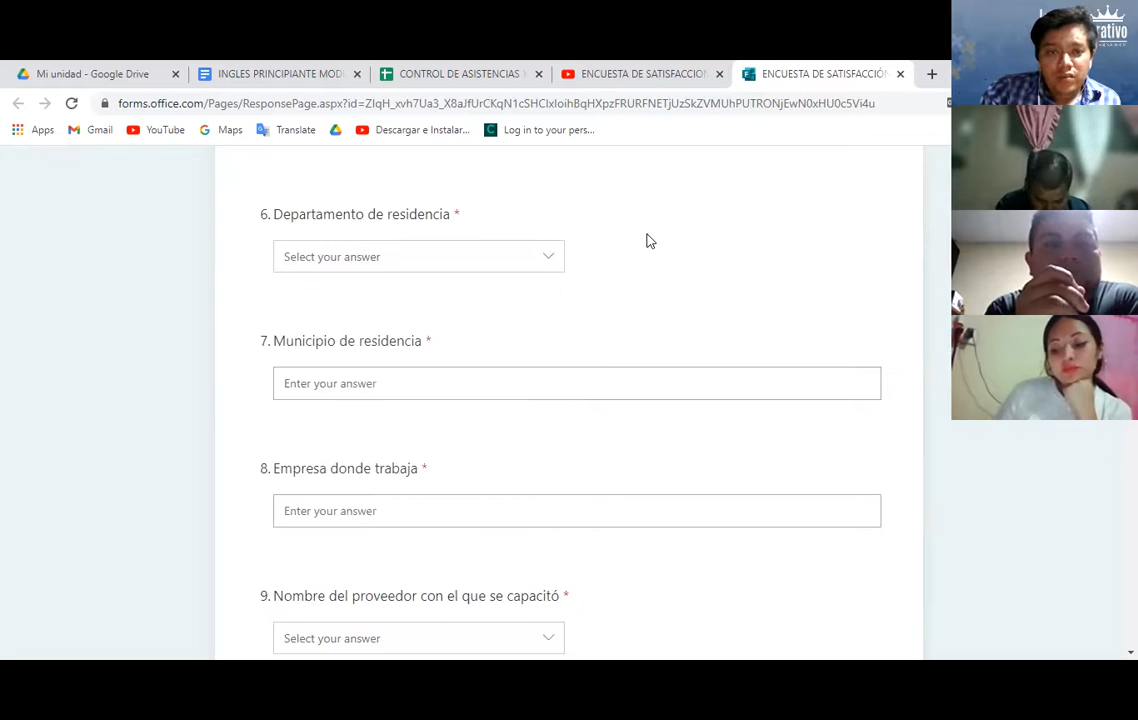 Mi unidad - Google Drive
INGLES PRINCIPIANTE MODU
CONTROL DE ASISTENCIAS
ENCUESTA DE SATISFACCION
ENCUESTA DE SATISFACCIÓN
forms.office.com/Pages/ResponsePage.aspx?id=ZIqH_xvh7Ua3_X8aJfUrCKqN1cSHClxIoihBqHXpzFRURFNETjUzSkZVMUhPUTRONjEwN0xHU0c5Vi4u
Apps
Gmail
YouTube
Maps
Translate
Descargar e Instalar...
Log in to your pers...
6. Departamento de residencia *
Select your answer
7. Municipio de residencia *
Enter your answer
8. Empresa donde trabaja *
Enter your answer
9. Nombre del proveedor con el que se capacitó *
Select your answer